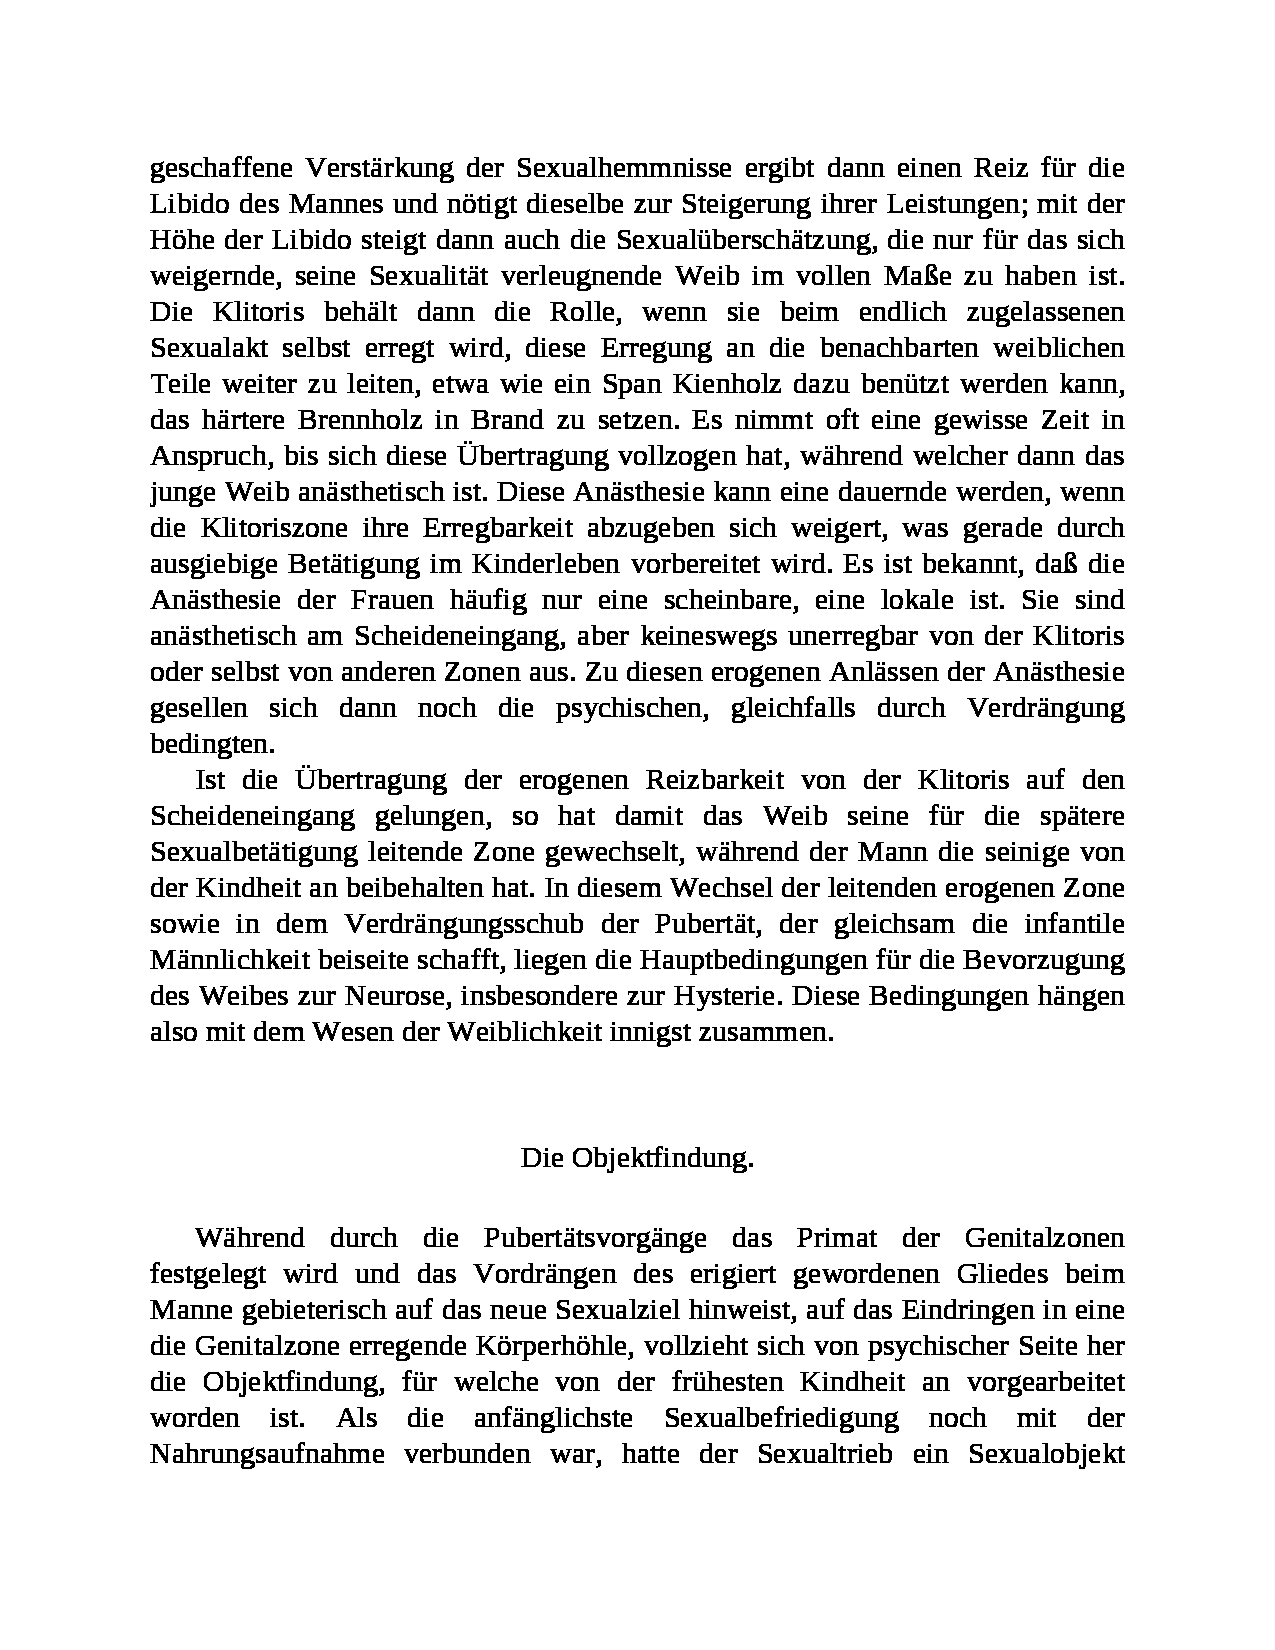 geschaffene Verstärkung der Sexualhemmnisse ergibt dann einen Reiz für die
Libido des Mannes und nötigt dieselbe zur Steigerung ihrer Leistungen; mit der
Höhe der Libido steigt dann auch die Sexualüberschätzung, die nur für das sich
weigernde, seine Sexualität verleugnende Weib im vollen Maße zu haben ist.
Die Klitoris behält dann die Rolle, wenn sie beim endlich zugelassenen
Sexualakt selbst erregt wird, diese Erregung an die benachbarten weiblichen
Teile weiter zu leiten, etwa wie ein Span Kienholz dazu benützt werden kann,
das härtere Brennholz in Brand zu setzen. Es nimmt oft eine gewisse Zeit in
Anspruch, bis sich diese Übertragung vollzogen hat, während welcher dann das
junge Weib anästhetisch ist. Diese Anästhesie kann eine dauernde werden, wenn
die Klitoriszone ihre Erregbarkeit abzugeben sich weigert, was gerade durch
ausgiebige Betätigung im Kinderleben vorbereitet wird. Es ist bekannt, daß die
Anästhesie der Frauen häufig nur eine scheinbare, eine lokale ist. Sie sind
anästhetisch am Scheideneingang, aber keineswegs unerregbar von der Klitoris
oder selbst von anderen Zonen aus. Zu diesen erogenen Anlässen der Anästhesie
gesellen sich dann noch die psychischen, gleichfalls durch Verdrängung
bedingten.
Ist die Übertragung der erogenen Reizbarkeit von der Klitoris auf den
Scheideneingang gelungen, so hat damit das Weib seine für die spätere
Sexualbetätigung leitende Zone gewechselt, während der Mann die seinige von
der Kindheit an beibehalten hat. In diesem Wechsel der leitenden erogenen Zone
sowie in dem Verdrängungsschub der Pubertät, der gleichsam die infantile
Männlichkeit beiseite schafft, liegen die Hauptbedingungen für die Bevorzugung
des Weibes zur Neurose, insbesondere zur Hysterie. Diese Bedingungen hängen
also mit dem Wesen der Weiblichkeit innigst zusammen.
Die Objektfindung.
Während durch die Pubertätsvorgänge das Primat der Genitalzonen
festgelegt wird und das Vordrängen des erigiert gewordenen Gliedes beim
Manne gebieterisch auf das neue Sexualziel hinweist, auf das Eindringen in eine
die Genitalzone erregende Körperhöhle, vollzieht sich von psychischer Seite her
die Objektfindung, für welche von der frühesten Kindheit an vorgearbeitet
worden ist. Als die anfänglichste Sexualbefriedigung noch mit der
Nahrungsaufnahme verbunden war, hatte der Sexualtrieb ein Sexualobjekt